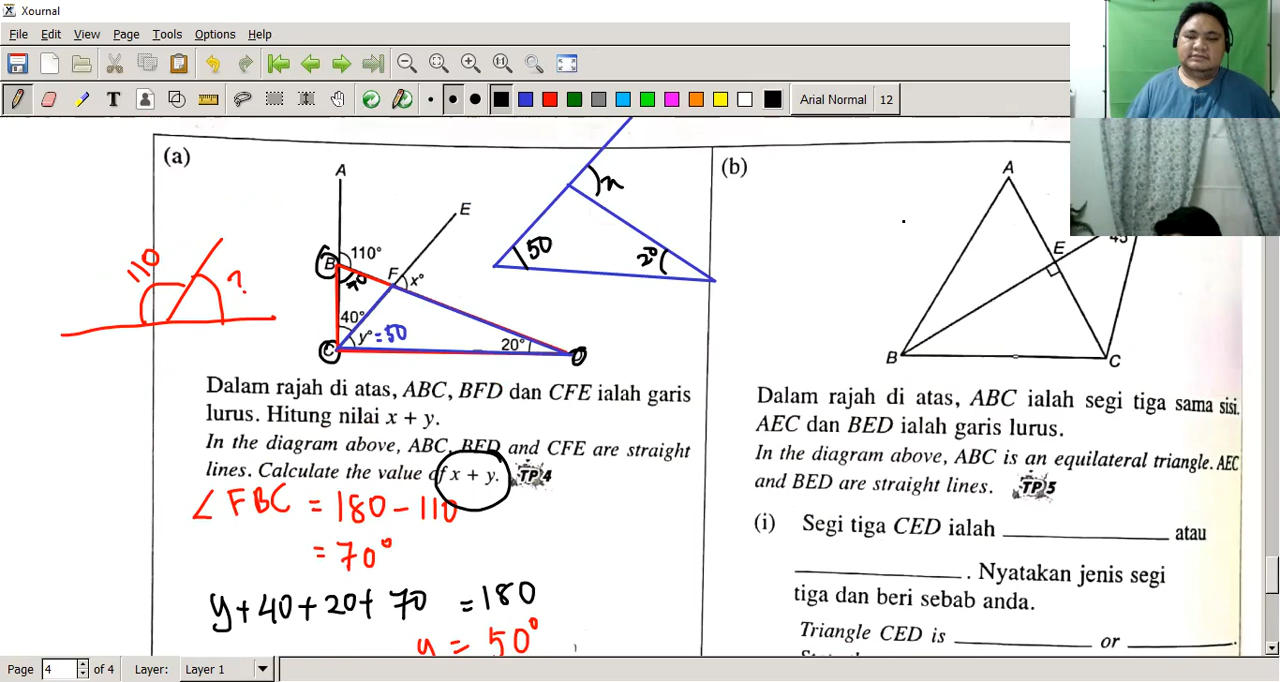 Xournal
File Edit View Page Tools Options Help
Arial Normal 12
(a)
A
E
B 110°
70
F x°
40°
C y° = 50
20°
D
110
?
50
20
x
Dalam rajah di atas, ABC, BFD dan CFE ialah garis
lurus. Hitung nilai x + y.
In the diagram above, ABC, BFD and CFE are straight
lines. Calculate the value of x + y. TP 4
∠ FBC = 180 - 110
= 70°
y + 40 + 20 + 70 = 180
y = 50°
(b)
A
E
45
B
C
Dalam rajah di atas, ABC ialah segi tiga sama sisi.
AEC dan BED ialah garis lurus.
In the diagram above, ABC is an equilateral triangle. AEC
and BED are straight lines. TP 5
(i) Segi tiga CED ialah ____________ atau
____________. Nyatakan jenis segi
tiga dan beri sebab anda.
Triangle CED is ____________ or ____________.
Page 4 of 4 Layer: Layer 1